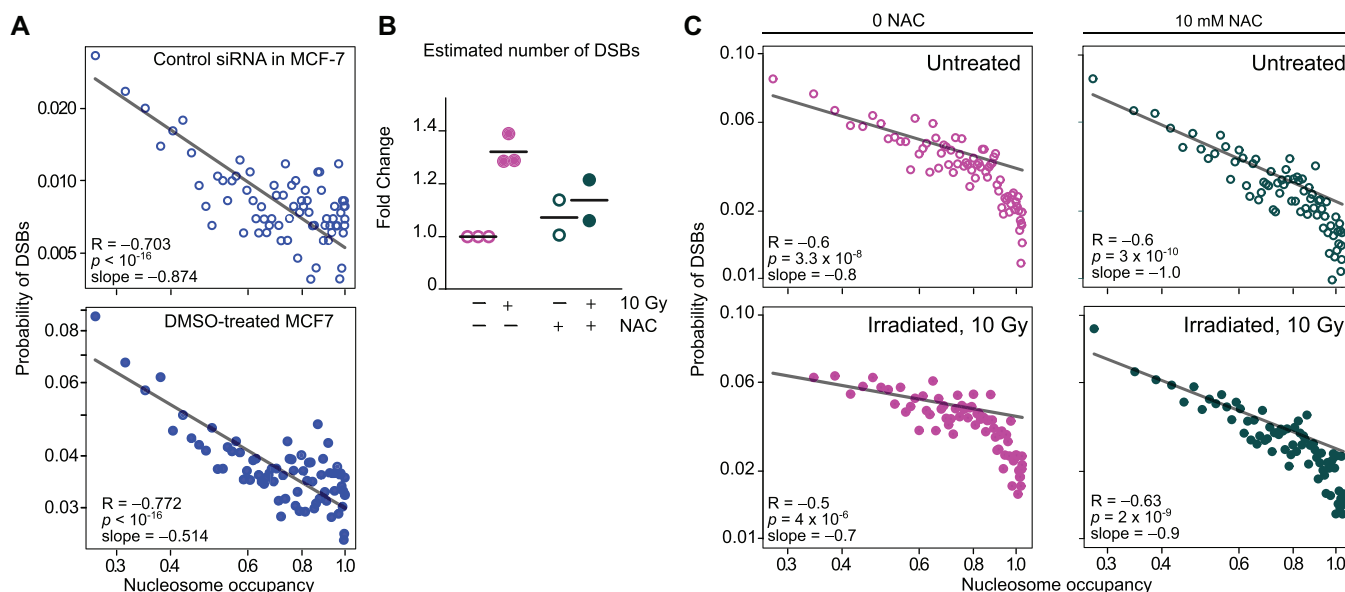 A
Control siRNA in MCF-7
0.020
0.010
0.005
R = –0.703
p < 10-16
slope = –0.874
DMSO-treated MCF7
0.08
0.06
0.04
0.03
R = –0.772
p < 10-16
slope = –0.514
0.3
0.4
0.6
0.8
1.0
Nucleosome occupancy
Probability of DSBs
B
Estimated number of DSBs
Fold Change
1.4
1.2
1.0
0
– + – + 10 Gy
– – + + NAC
C
0 NAC
10 mM NAC
Probability of DSBs
0.10
0.06
0.02
0.01
Untreated
R = –0.6
p = 3.3 x 10-8
slope = –0.8
Untreated
R = –0.6
p = 3 x 10-10
slope = –1.0
0.10
0.06
0.02
0.01
Irradiated, 10 Gy
R = –0.5
p = 4 x 10-6
slope = –0.7
Irradiated, 10 Gy
R = –0.63
p = 2 x 10-9
slope = –0.9
0.3 0.4 0.6 0.8 1.0
0.3 0.4 0.6 0.8 1.0
Nucleosome occupancy